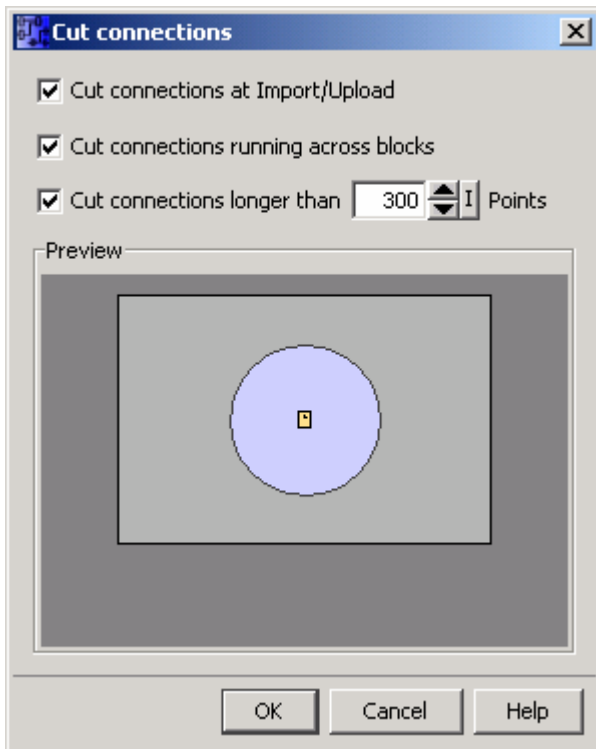 Cut connections
Cut connections at Import/Upload
Cut connections running across blocks
Cut connections longer than 300 I Points
Preview
OK Cancel Help